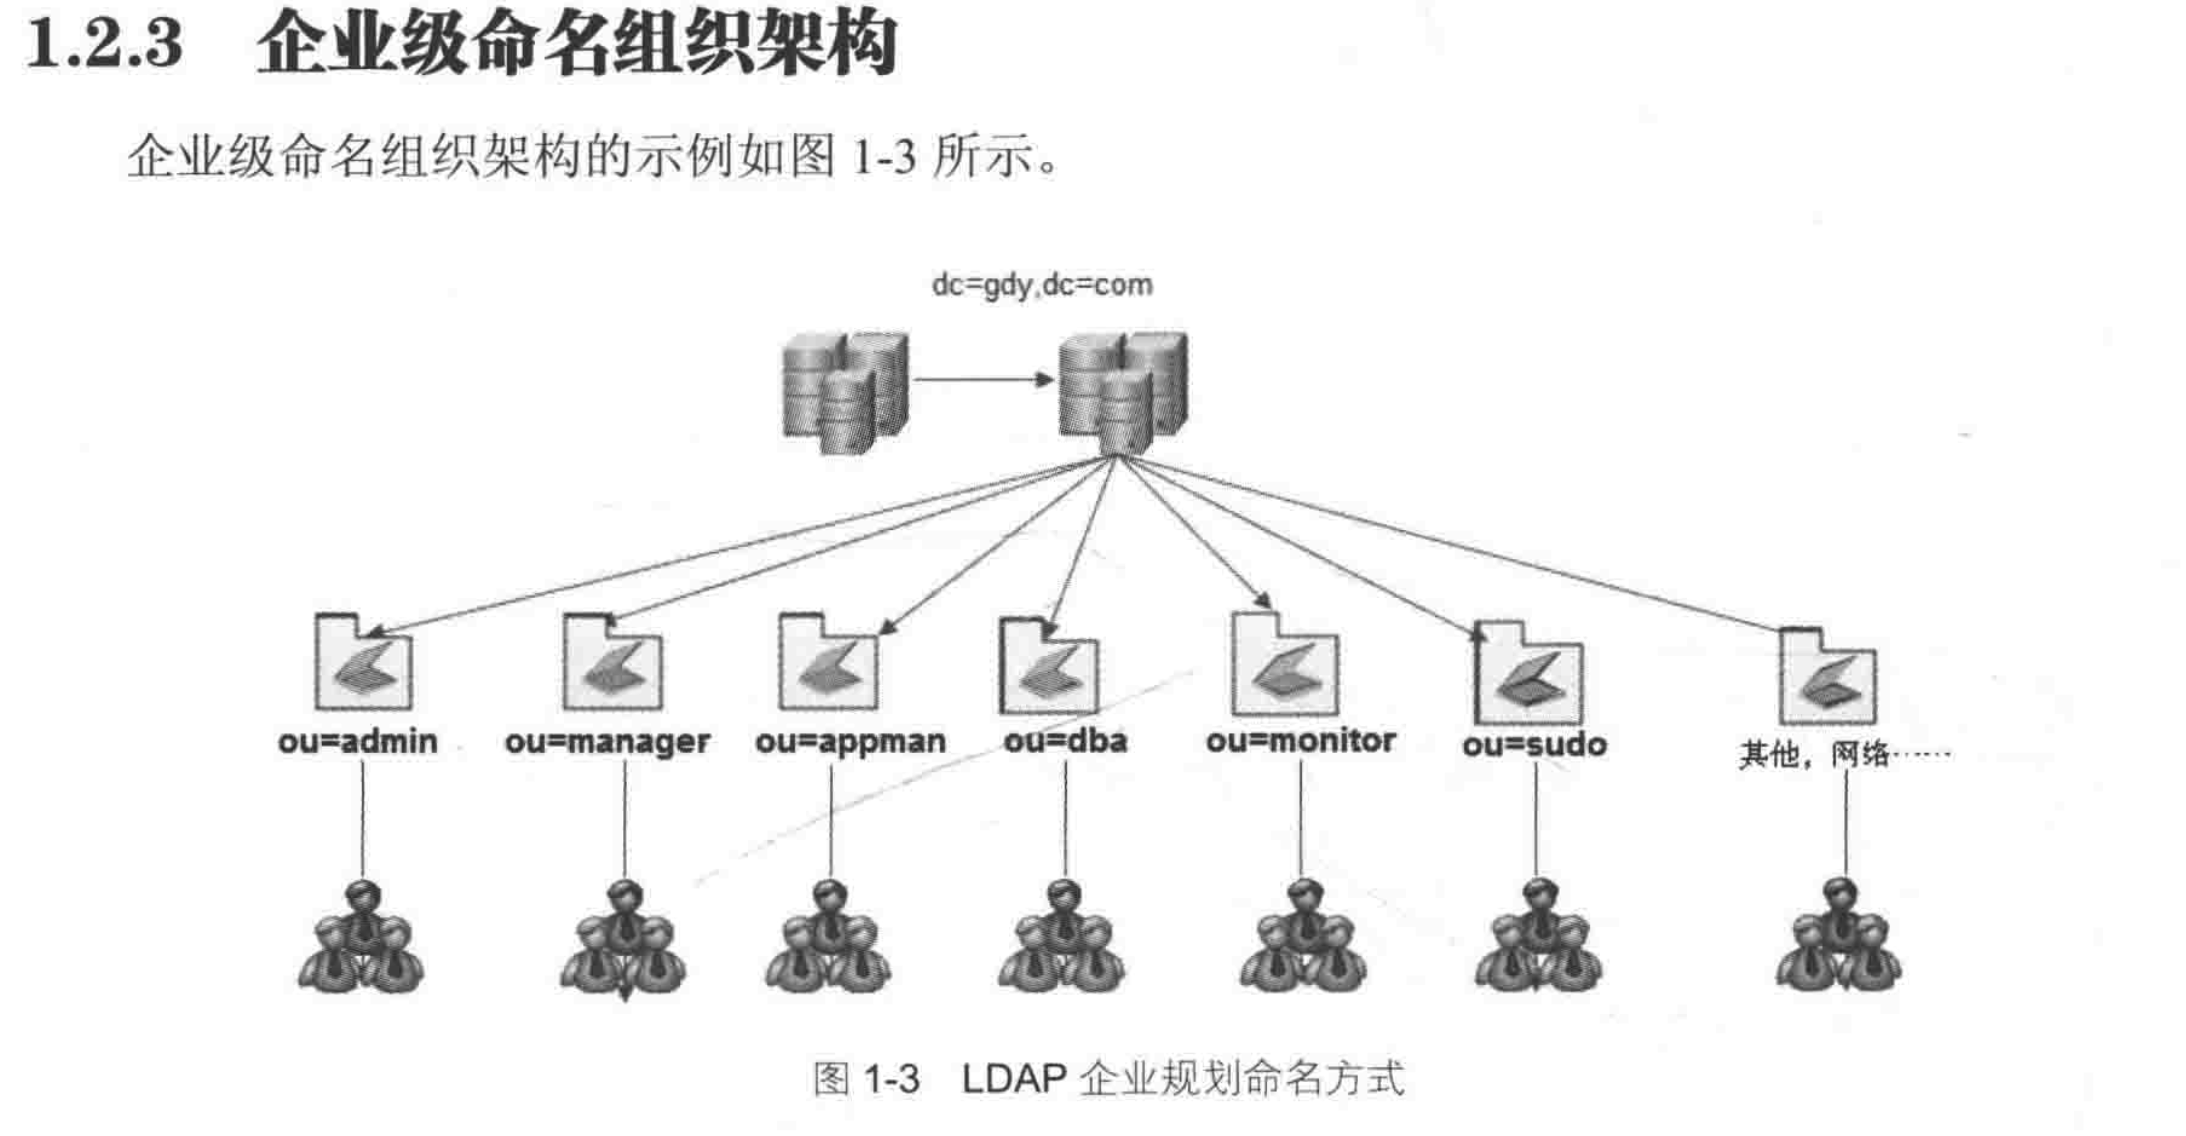 1.2.3 企业级命名组织架构
企业级命名组织架构的示例如图 1-3 所示。
dc=gdy,dc=com
ou=admin
ou=manager
ou=appman
ou=dba
ou=monitor
ou=sudo
其他，网络……
图 1-3 LDAP 企业规划命名方式